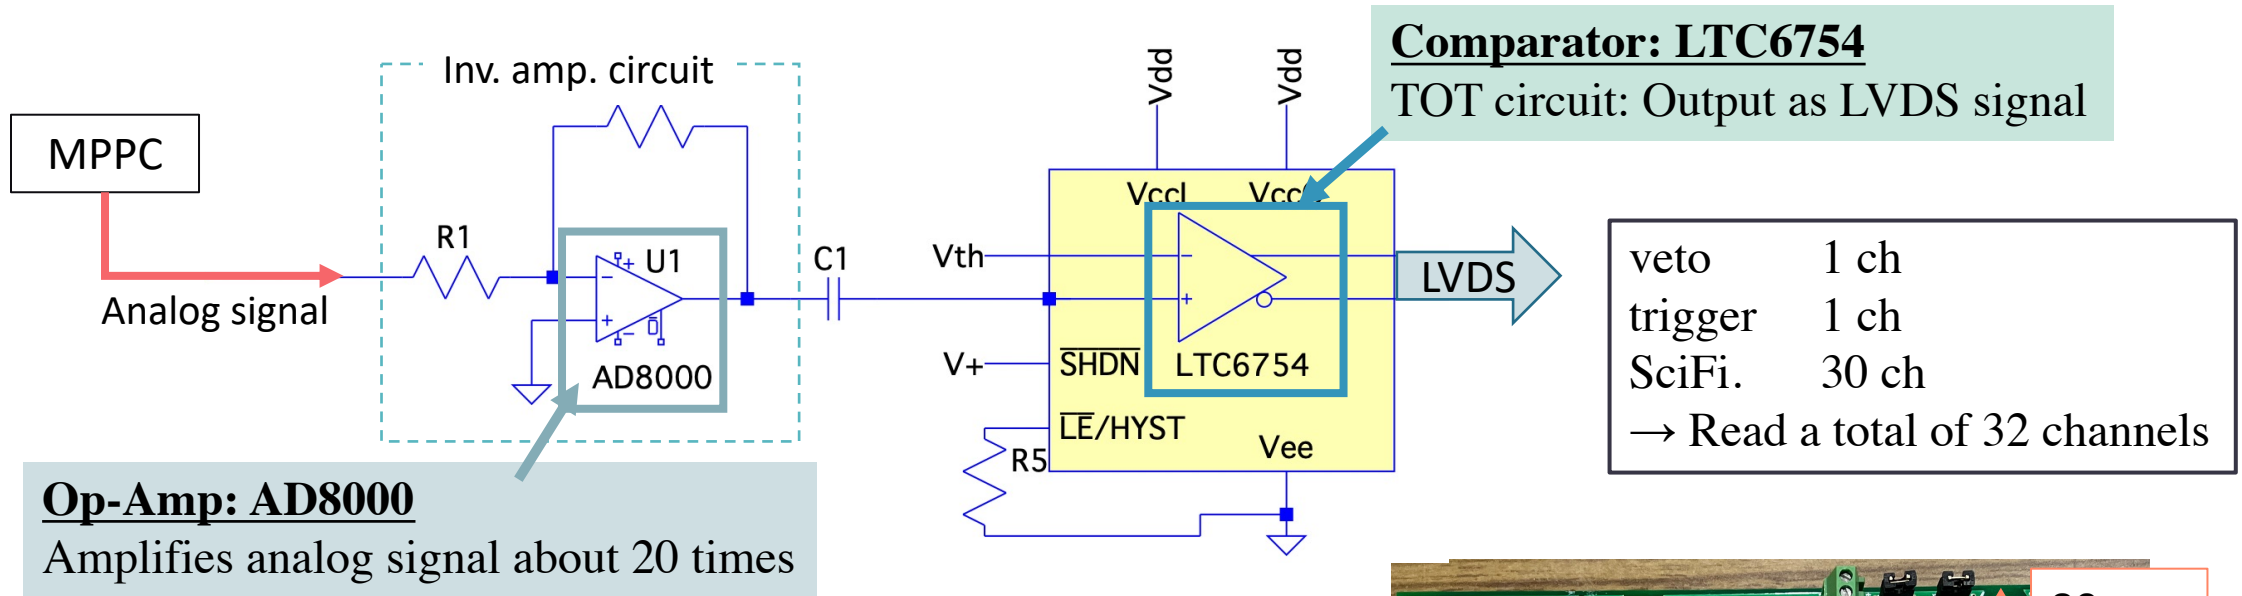 Inv. amp. circuit
MPPC
Analog signal
R1
U1
AD8000
Op-Amp: AD8000
Amplifies analog signal about 20 times
C1
Vdd
Vdd
VccI
Vcc
Vth
V+
SHDN
LTC6754
LE/HYST
R5
Vee
Comparator: LTC6754
TOT circuit: Output as LVDS signal
LVDS
veto 1 ch
trigger 1 ch
SciFi. 30 ch
→ Read a total of 32 channels